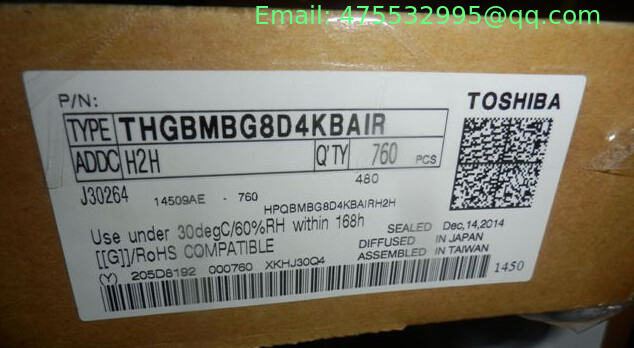 Email: 475532995@qq.com
P/N:
TOSHIBA
TYPE THGBMBG8D4KBAIR
ADDC H2H Q'TY 760 PCS
480
J30264 14509AE - 760
HPQBMBG8D4KBAIRH2H
Use under 30degC/60%RH within 168h
SEALED Dec,14,2014
[[G]]/RoHS COMPATIBLE
DIFFUSED IN JAPAN
ASSEMBLED IN TAIWAN
(Y) 205D8192 000760 XKHJ30Q4
1450